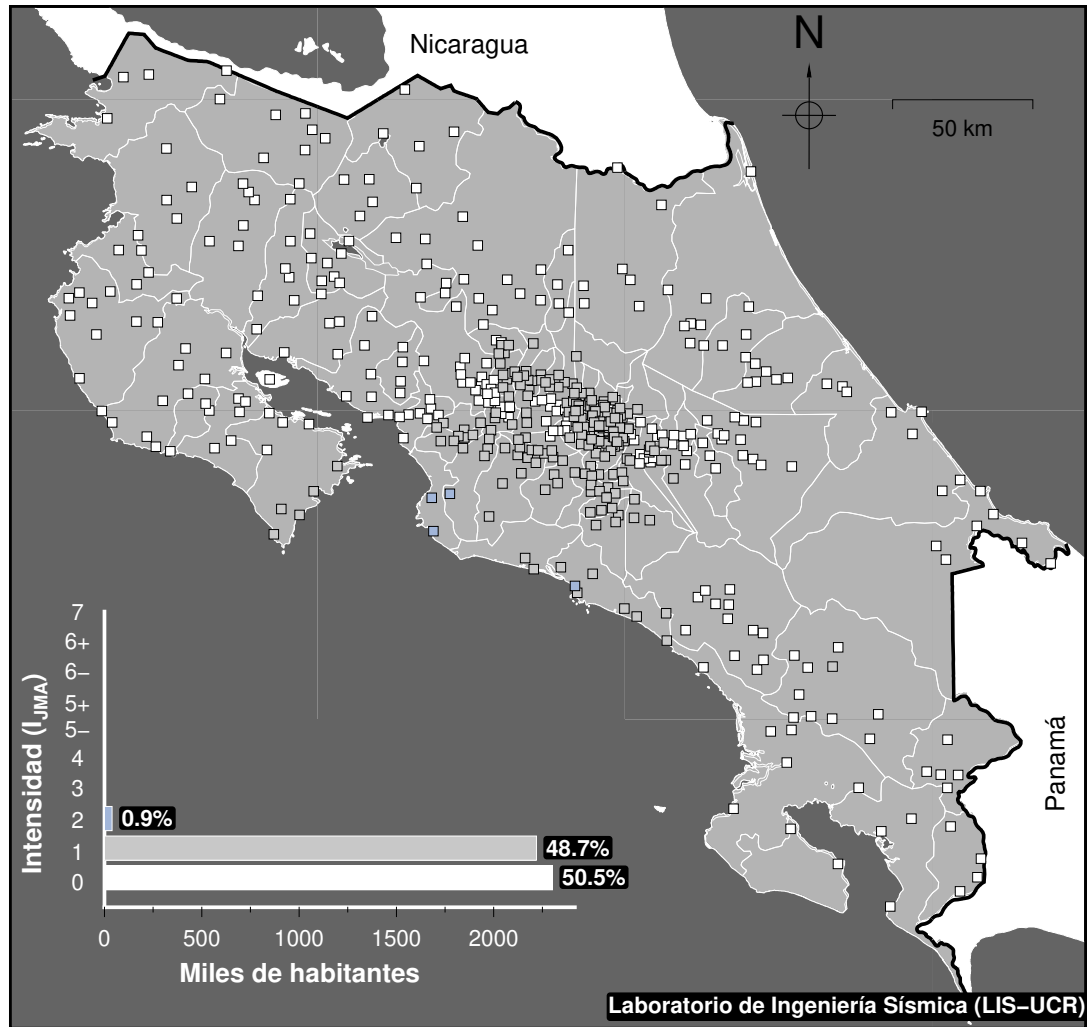 Nicaragua
N
50 km
Panamá
Intensidad (I_JMA)
7
6+
6−
5+
5−
4
3
2
1
0
0.9%
48.7%
50.5%
0
500
1000
1500
2000
Miles de habitantes
Laboratorio de Ingeniería Sísmica (LIS−UCR)